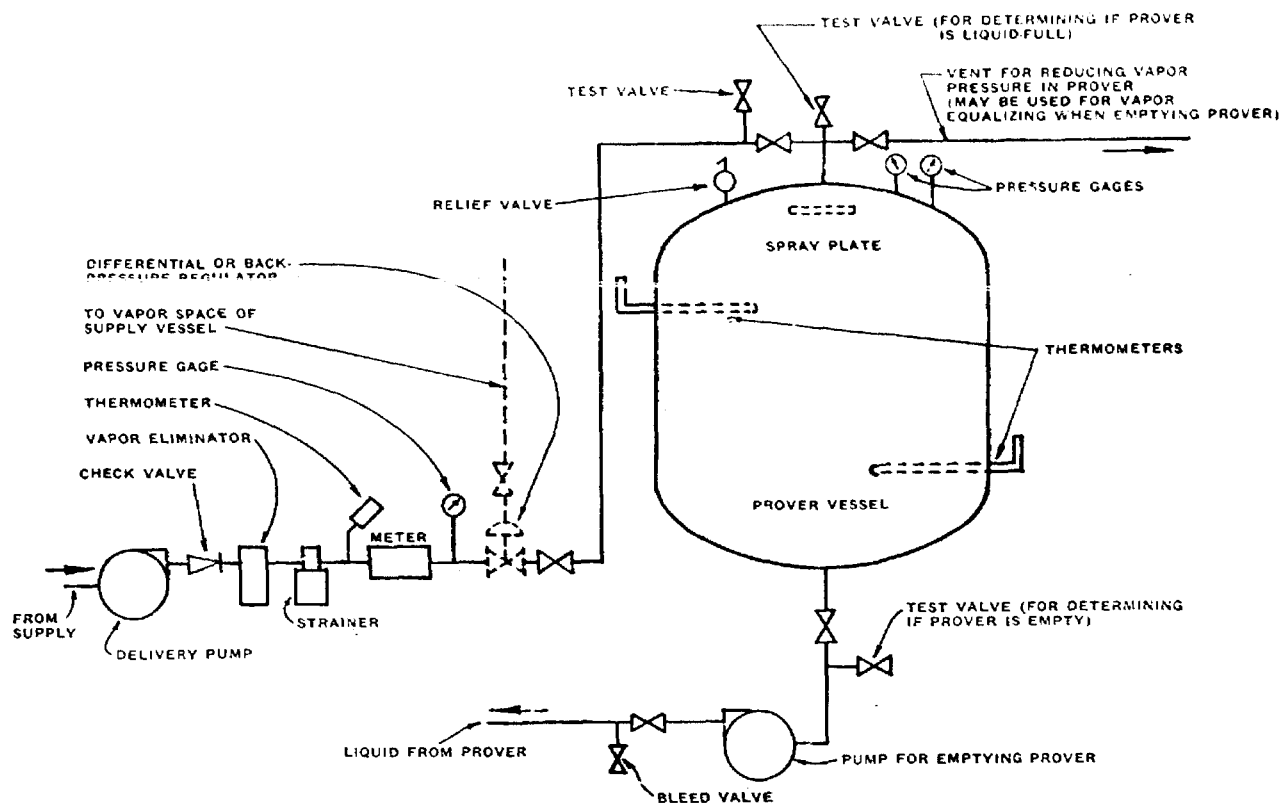 TEST VALVE (FOR DETERMINING IF PROVER
IS LIQUID-FULL)
VENT FOR REDUCING VAPOR
PRESSURE IN PROVER
(MAY BE USED FOR VAPOR
EQUALIZING WHEN EMPTYING PROVER)
TEST VALVE
PRESSURE GAGES
RELIEF VALVE
SPRAY PLATE
DIFFERENTIAL OR BACK-
PRESSURE REGULATOR
TO VAPOR SPACE OF
SUPPLY VESSEL
THERMOMETERS
PRESSURE GAGE
THERMOMETER
VAPOR ELIMINATOR
CHECK VALVE
PROVER VESSEL
METER
FROM
SUPPLY
STRAINER
DELIVERY PUMP
TEST VALVE (FOR DETERMINING
IF PROVER IS EMPTY)
LIQUID FROM PROVER
PUMP FOR EMPTYING PROVER
BLEED VALVE